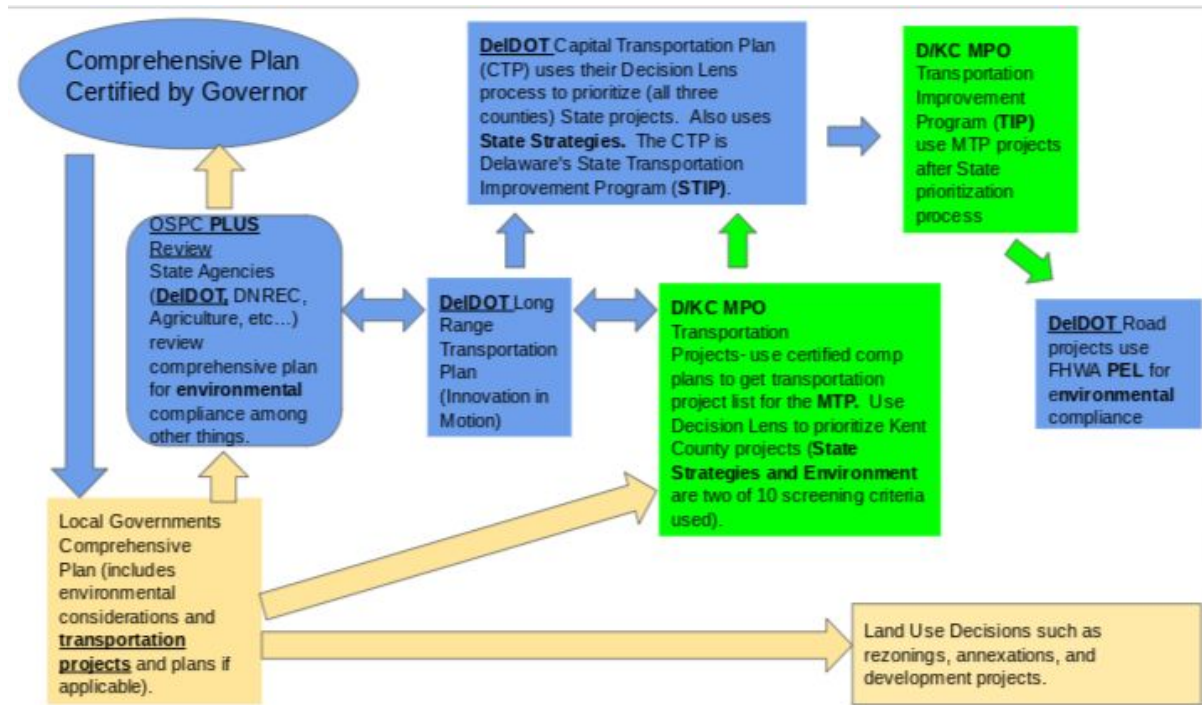 Comprehensive Plan
Certified by Governor
DelDOT Capital Transportation Plan
(CTP) uses their Decision Lens
process to prioritize (all three
counties) State projects.  Also uses
State Strategies.  The CTP is
Delaware's State Transportation
Improvement Program (STIP).
D/KC MPO
Transportation
Improvement
Program (TIP)
use MTP projects
after State
prioritization
process
OSPC PLUS
Review
State Agencies
(DelDOT, DNREC,
Agriculture, etc…)
review
comprehensive plan
for environmental
compliance among
other things.
DelDOT Long
Range
Transportation
Plan
(Innovation in
Motion)
D/KC MPO
Transportation
Projects- use certified comp
plans to get transportation
project list for the MTP.  Use
Decision Lens to prioritize Kent
County projects (State
Strategies and Environment
are two of 10 screening criteria
used).
DelDOT Road
projects use
FHWA PEL for
environmental
compliance
Local Governments
Comprehensive
Plan (includes
environmental
considerations and
transportation
projects and plans if
applicable).
Land Use Decisions such as
rezonings, annexations, and
development projects.